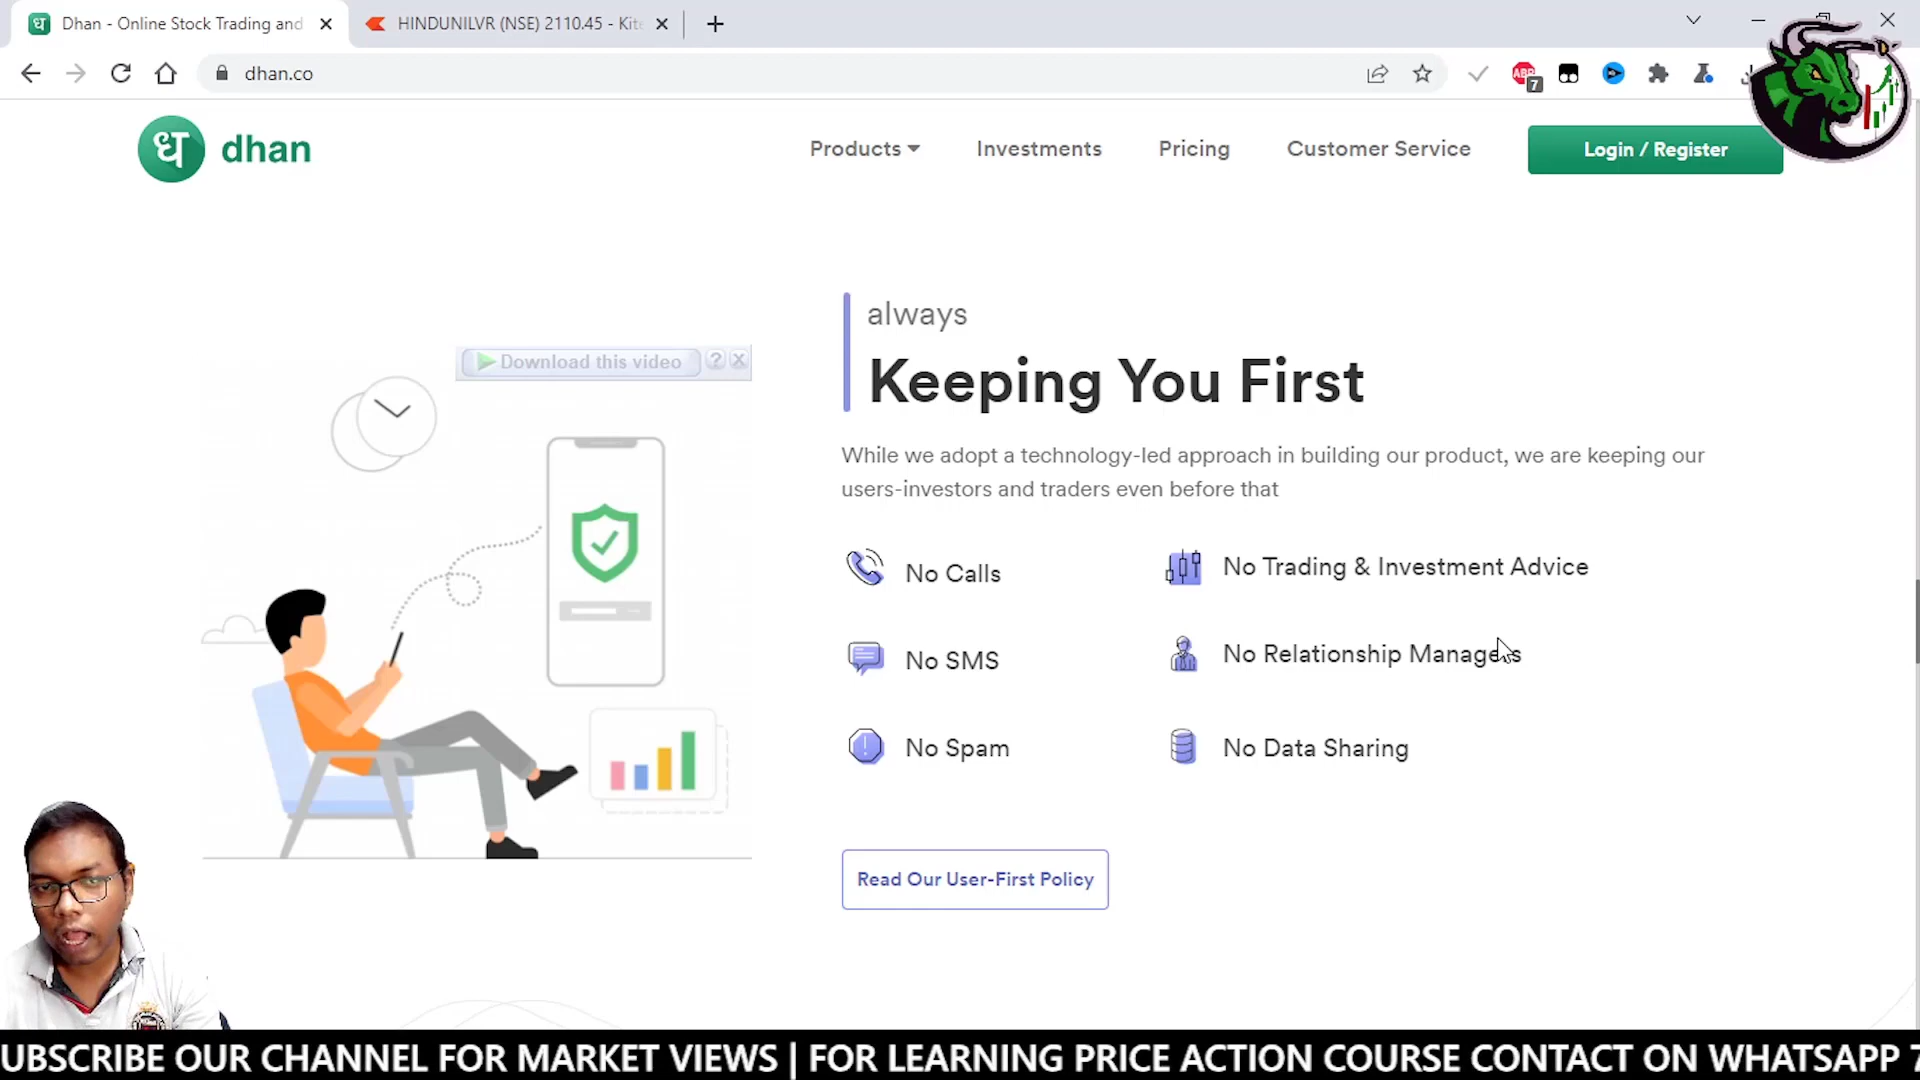 Dhan - Online Stock Trading and
HINDUNILVR (NSE) 2110.45 - Kite
dhan.co
ABP
7
ध dhan
Products
Investments
Pricing
Customer Service
Login / Register
Download this video
?
always
Keeping You First
While we adopt a technology-led approach in building our product, we are keeping our
users-investors and traders even before that
No Calls
No Trading & Investment Advice
No SMS
No Relationship Managers
No Spam
No Data Sharing
Read Our User-First Policy
UBSCRIBE OUR CHANNEL FOR MARKET VIEWS | FOR LEARNING PRICE ACTION COURSE CONTACT ON WHATSAPP 7